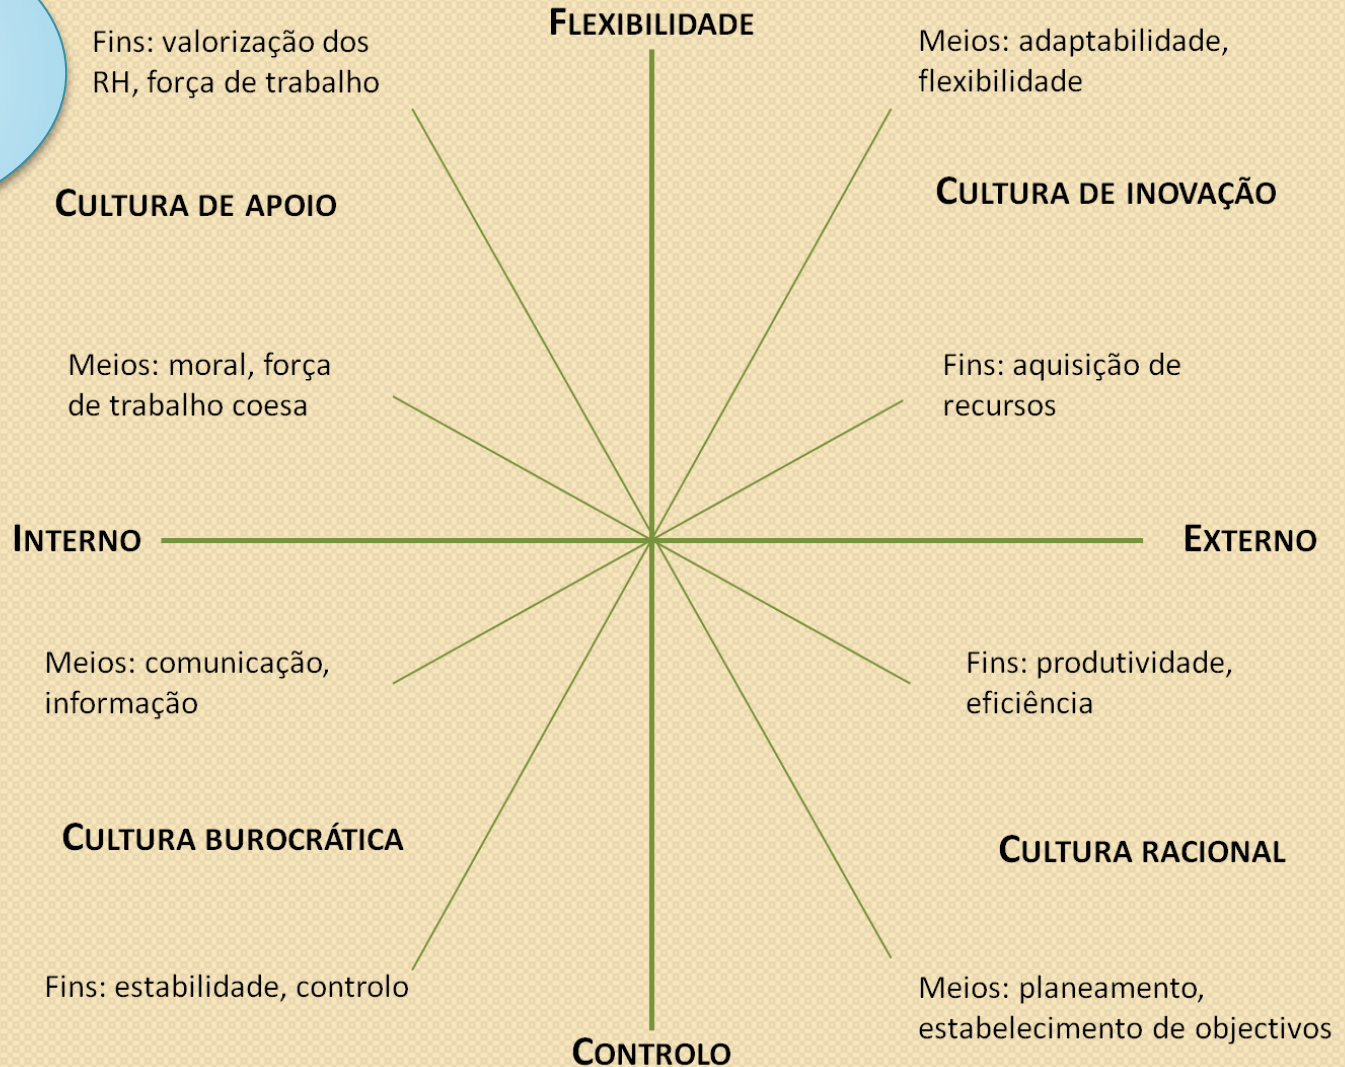 FLEXIBILIDADE
Fins: valorização dos
RH, força de trabalho
Meios: adaptabilidade,
flexibilidade
CULTURA DE APOIO
CULTURA DE INOVAÇÃO
Meios: moral, força
de trabalho coesa
Fins: aquisição de
recursos
INTERNO
EXTERNO
Meios: comunicação,
informação
Fins: produtividade,
eficiência
CULTURA BUROCRÁTICA
CULTURA RACIONAL
Fins: estabilidade, controlo
Meios: planeamento,
estabelecimento de objectivos
CONTROLO